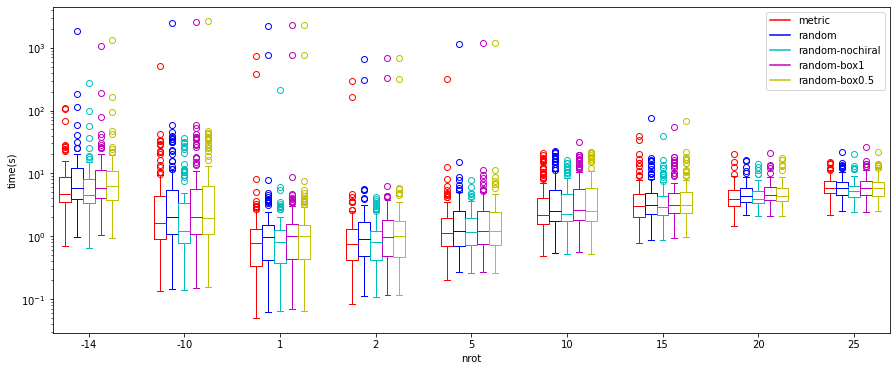 metric
random
random-nochiral
random-box1
random-box0.5
time(s)
10³
10²
10¹
10⁰
10⁻¹
-14 -10 1 2 5 10 15 20 25
nrot